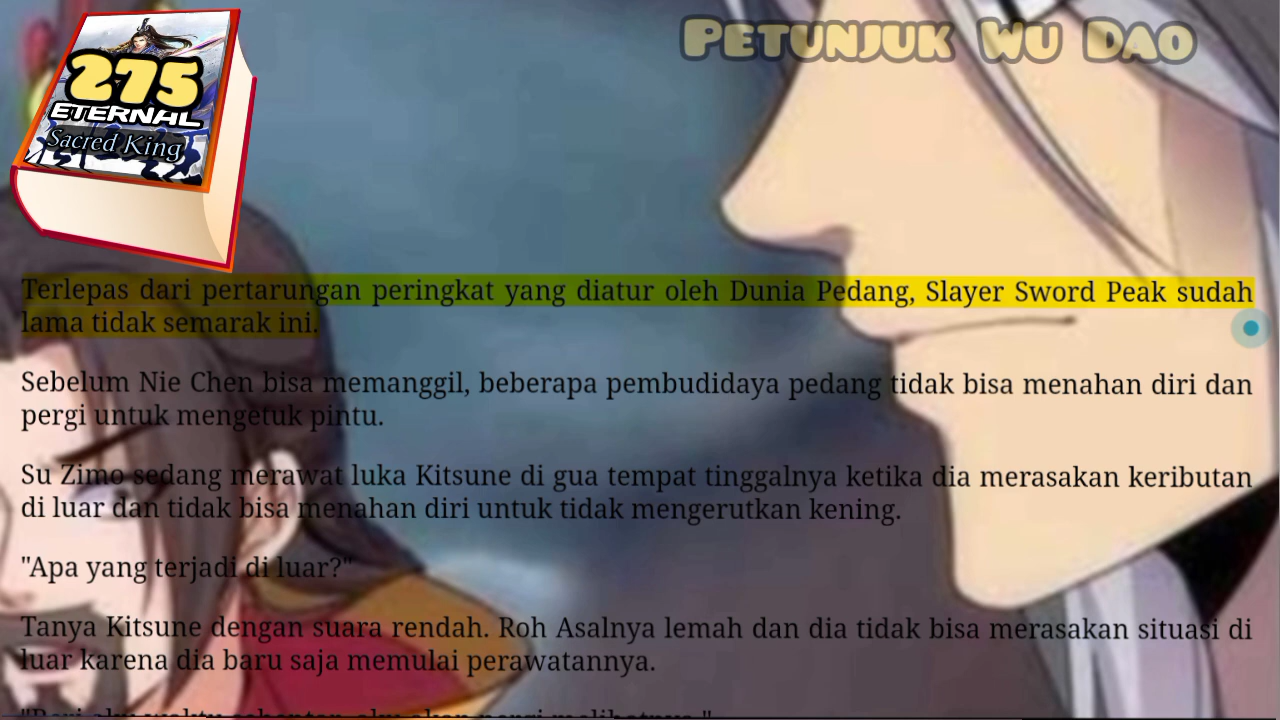 Petunjuk Wu Dao
275
ETERNAL
Sacred King
Terlepas dari pertarungan peringkat yang diatur oleh Dunia Pedang, Slayer Sword Peak sudah
lama tidak semarak ini.
Sebelum Nie Chen bisa memanggil, beberapa pembudidaya pedang tidak bisa menahan diri dan
pergi untuk mengetuk pintu.
Su Zimo sedang merawat luka Kitsune di gua tempat tinggalnya ketika dia merasakan keributan
di luar dan tidak bisa menahan diri untuk tidak mengerutkan kening.
"Apa yang terjadi di luar?"
Tanya Kitsune dengan suara rendah. Roh Asalnya lemah dan dia tidak bisa merasakan situasi di
luar karena dia baru saja memulai perawatannya.